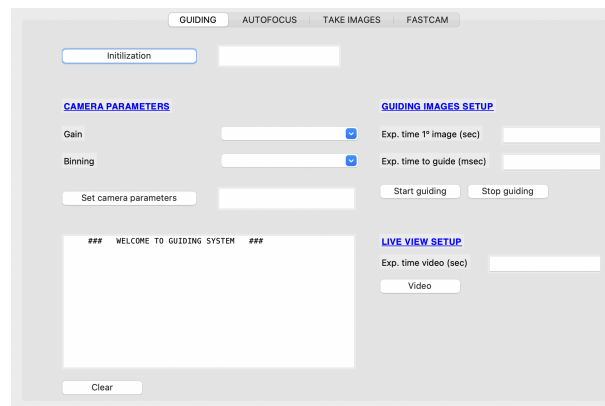 GUIDING AUTOFOCUS TAKE IMAGES FASTCAM
Initilization
CAMERA PARAMETERS
Gain
Binning
Set camera parameters
GUIDING IMAGES SETUP
Exp. time 1º image (sec)
Exp. time to guide (msec)
Start guiding Stop guiding
### WELCOME TO GUIDING SYSTEM ###
LIVE VIEW SETUP
Exp. time video (sec)
Video
Clear